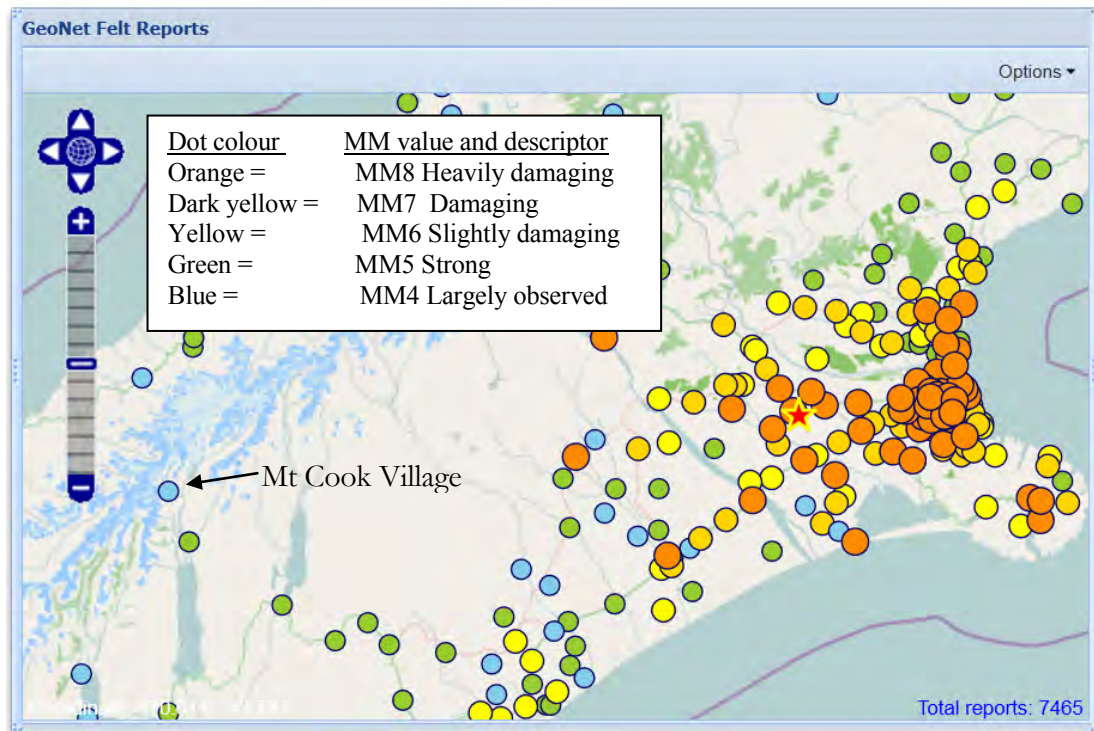 GeoNet Felt Reports
Options
Dot colour MM value and descriptor
Orange = MM8 Heavily damaging
Dark yellow = MM7 Damaging
Yellow = MM6 Slightly damaging
Green = MM5 Strong
Blue = MM4 Largely observed
Mt Cook Village
Total reports: 7465